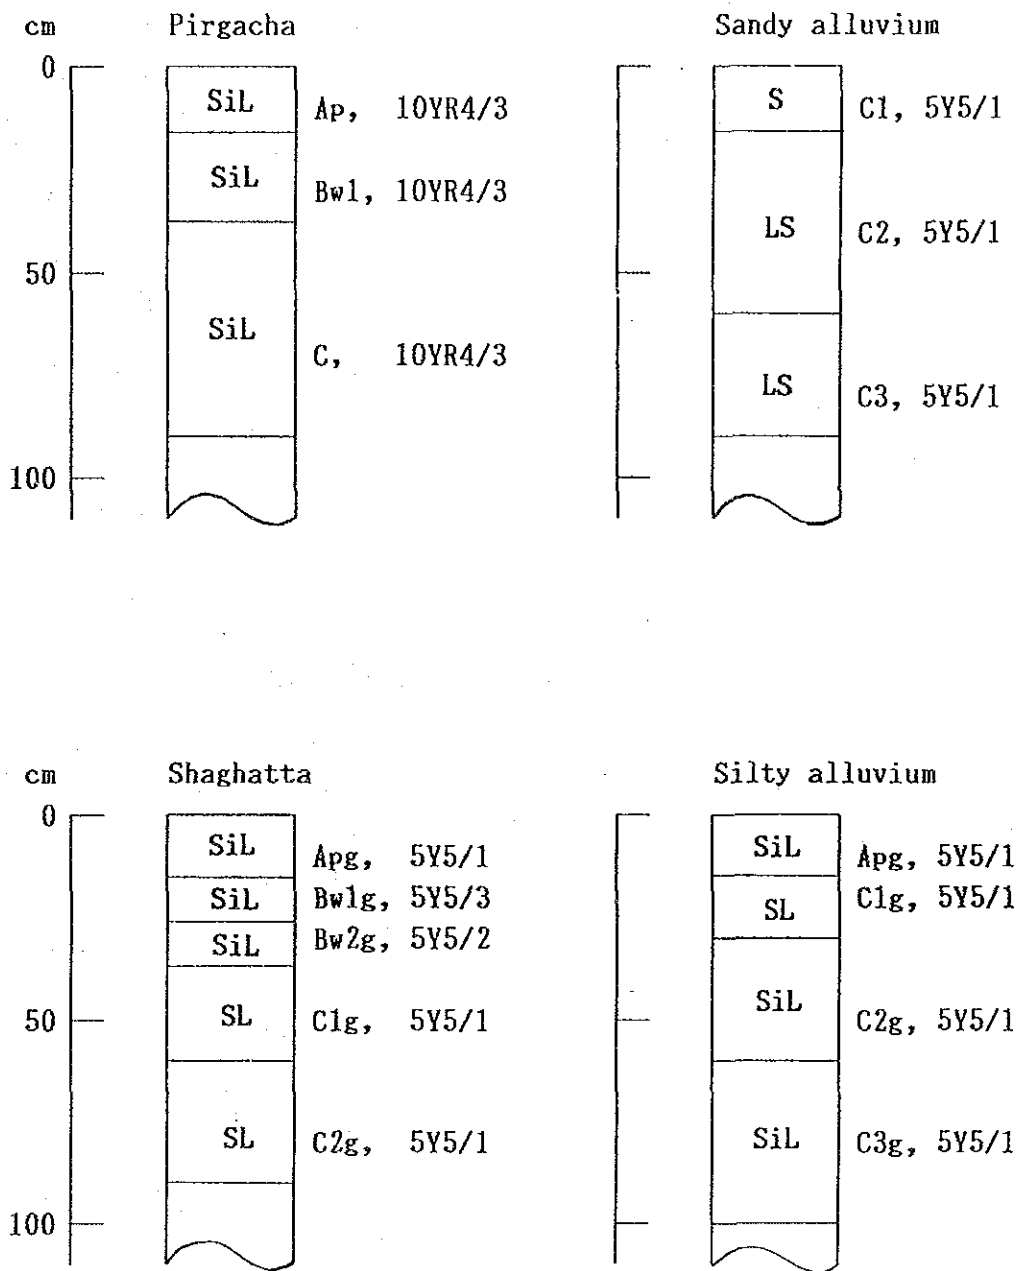 cm Pirgacha Sandy alluvium
0
SiL Ap, 10YR4/3 S C1, 5Y5/1
SiL Bw1, 10YR4/3 LS C2, 5Y5/1
50
SiL C, 10YR4/3 LS C3, 5Y5/1
100
cm Shaghatta Silty alluvium
0
SiL Apg, 5Y5/1 SiL Apg, 5Y5/1
SiL Bw1g, 5Y5/3 SL C1g, 5Y5/1
SiL Bw2g, 5Y5/2
50 SL C1g, 5Y5/1 SiL C2g, 5Y5/1
SL C2g, 5Y5/1 SiL C3g, 5Y5/1
100